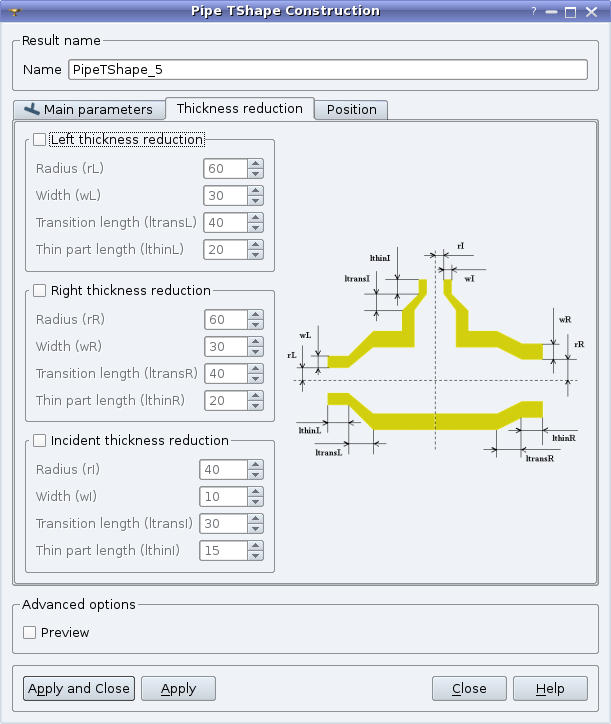 Pipe TShape Construction
?
Result name
Name PipeTShape_5
Main parameters Thickness reduction Position
Left thickness reduction
Radius (rL) 60
Width (wL) 30
Transition length (ltransL) 40
Thin part length (lthinL) 20
Right thickness reduction
Radius (rR) 60
Width (wR) 30
Transition length (ltransR) 40
Thin part length (lthinR) 20
Incident thickness reduction
Radius (rI) 40
Width (wI) 10
Transition length (ltransI) 30
Thin part length (lthinI) 15
rI
lthinI
ltransI wI
wL wR
rL rR
lthinL lthinR
ltransL ltransR
Advanced options
Preview
Apply and Close Apply Close Help